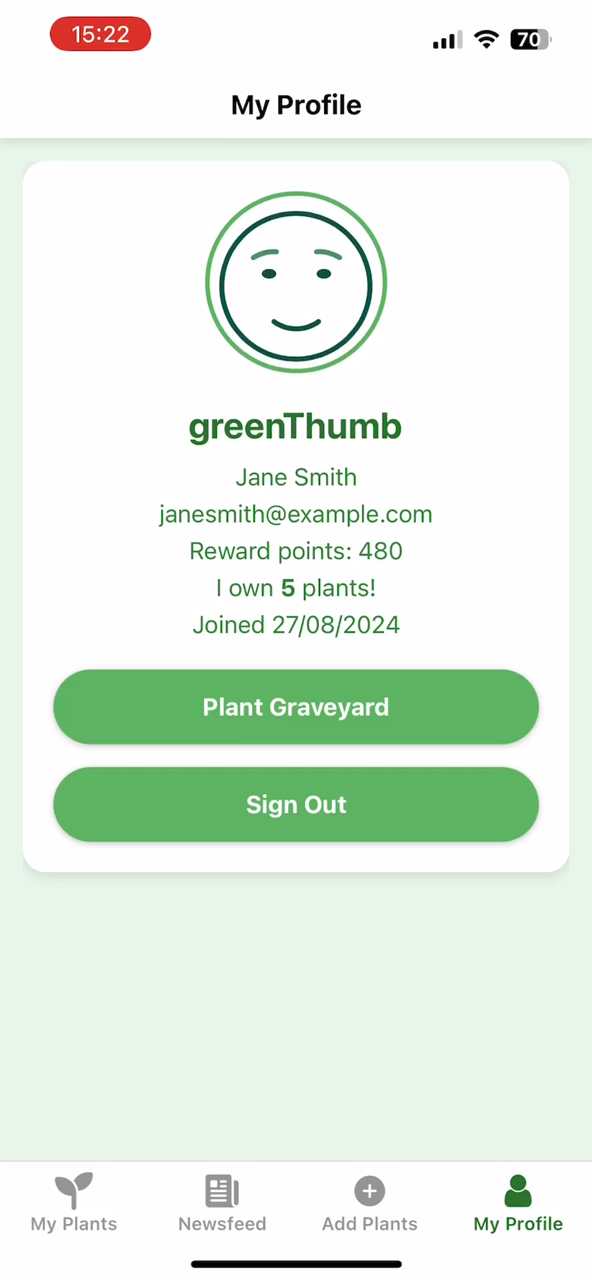 15:22
70
My Profile
greenThumb
Jane Smith
janesmith@example.com
Reward points: 480
I own 5 plants!
Joined 27/08/2024
Plant Graveyard
Sign Out
My Plants
Newsfeed
Add Plants
My Profile